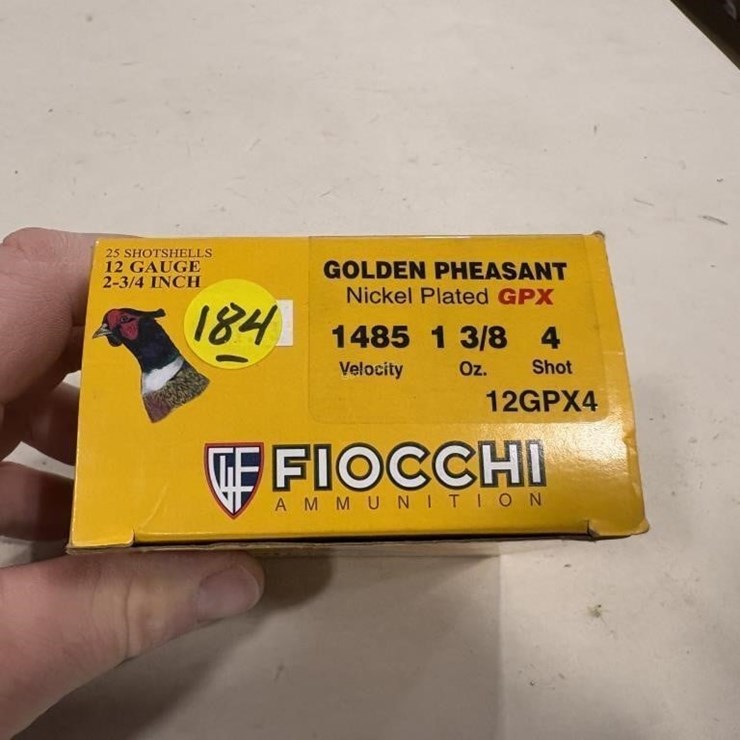 25 SHOTSHELLS
12 GAUGE
2-3/4 INCH
184
GOLDEN PHEASANT
Nickel Plated GPX
1485 1 3/8 4
Velocity Oz. Shot
12GPX4
GFL FIOCCHI
AMMUNITION